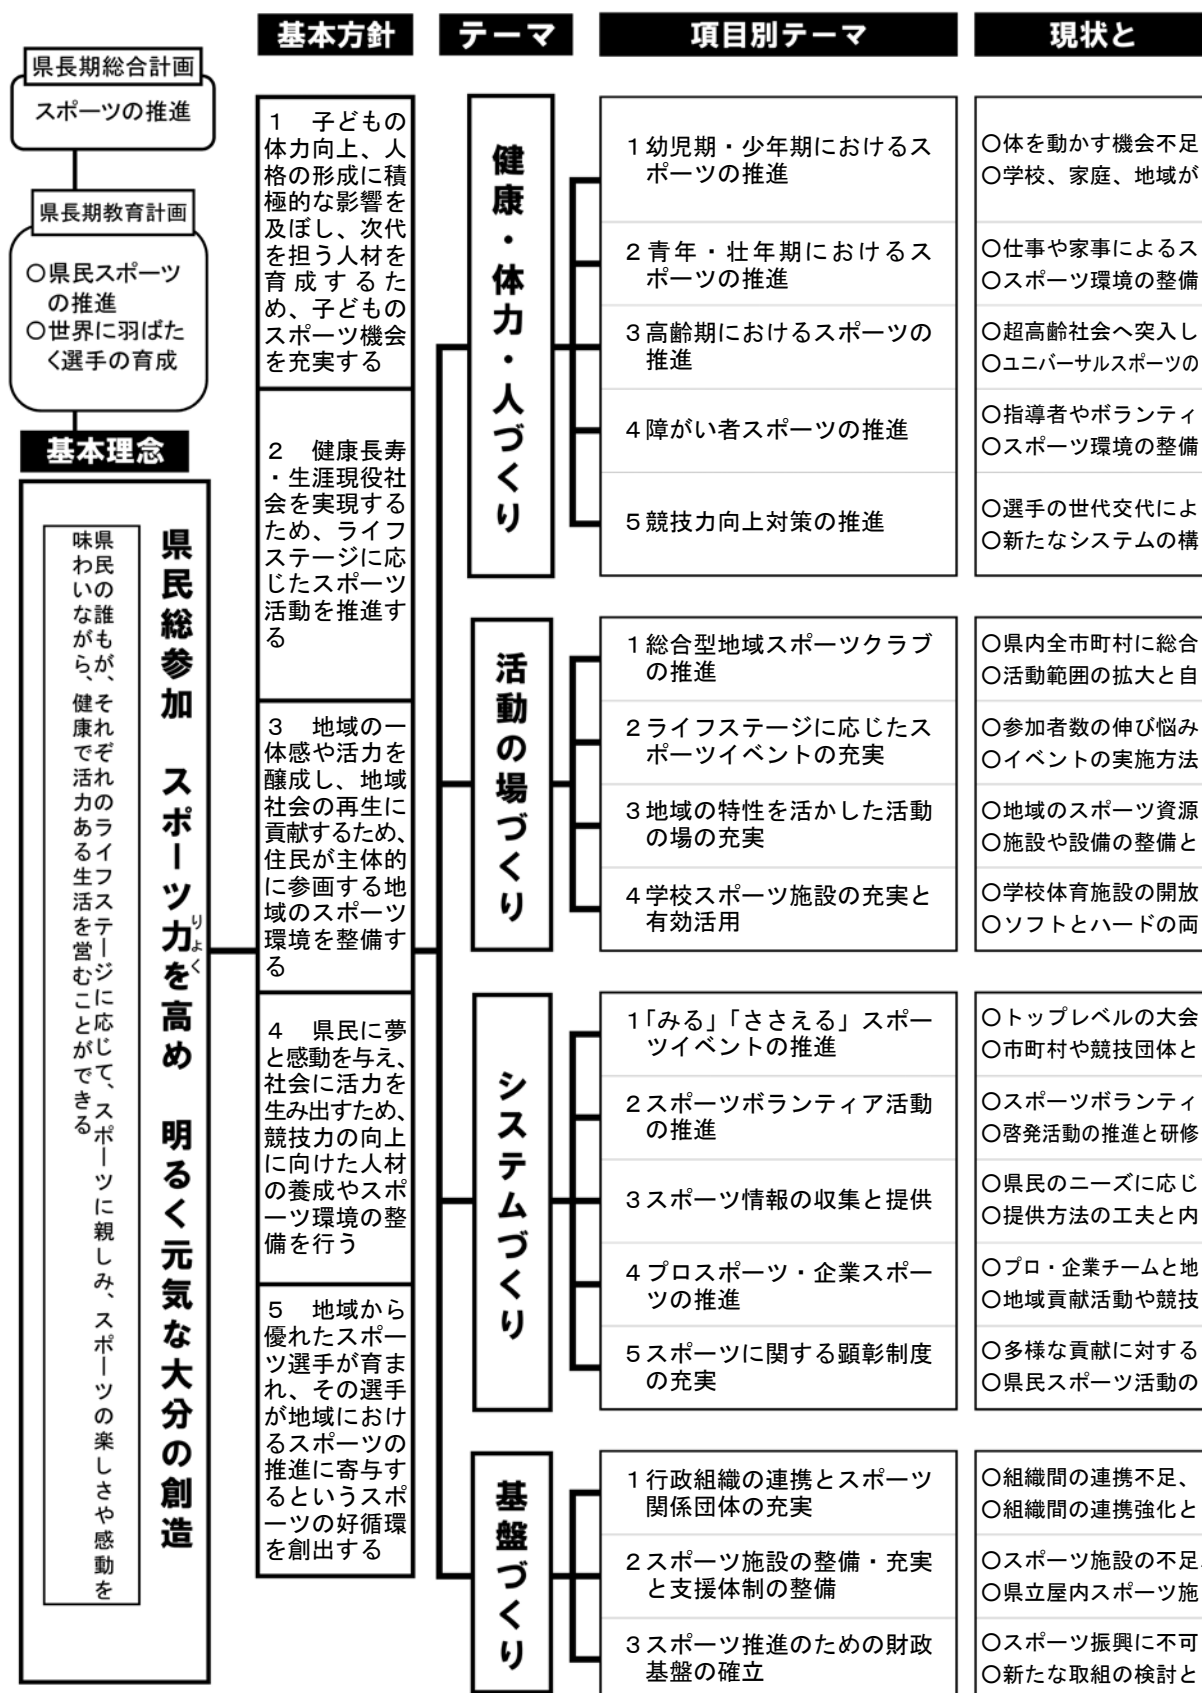 県長期総合計画
スポーツの推進
県長期教育計画
○県民スポーツ
の推進
○世界に羽ばた
く選手の育成
基本理念
県民総参加　スポーツ力を高め　明るく元気な大分の創造
りょく
県民の誰もが、それぞれのライフステージに応じて、スポーツに親しみ、スポーツの楽しさや感動を
味わいながら、健康で活力ある生活を営むことができる
基本方針
1　子どもの
体力向上、人
格の形成に積
極的な影響を
及ぼし、次代
を担う人材を
育成するた
め、子どもの
スポーツ機会
を充実する
2　健康長寿
・生涯現役社
会を実現する
ため、ライフ
ステージに応
じたスポーツ
活動を推進す
る
3　地域の一
体感や活力を
醸成し、地域
社会の再生に
貢献するため、
住民が主体的
に参画する地
域のスポーツ
環境を整備す
る
4　県民に夢
と感動を与え、
社会に活力を
生み出すため、
競技力の向上
に向けた人材
の養成やスポ
ーツ環境の整
備を行う
5　地域から
優れたスポー
ツ選手が育ま
れ、その選手
が地域におけ
るスポーツの
推進に寄与す
るというスポ
ーツの好循環
を創出する
テーマ
項目別テーマ
現状と
健康・体力・人づくり
1幼児期・少年期におけるス
ポーツの推進
○体を動かす機会不足
○学校、家庭、地域が
2青年・壮年期におけるス
ポーツの推進
○仕事や家事によるス
○スポーツ環境の整備
3高齢期におけるスポーツの
推進
○超高齢社会へ突入し
○ユニバーサルスポーツの
4障がい者スポーツの推進
○指導者やボランティ
○スポーツ環境の整備
5競技力向上対策の推進
○選手の世代交代によ
○新たなシステムの構
活動の場づくり
1総合型地域スポーツクラブ
の推進
○県内全市町村に総合
○活動範囲の拡大と自
2ライフステージに応じたス
ポーツイベントの充実
○参加者数の伸び悩み
○イベントの実施方法
3地域の特性を活かした活動
の場の充実
○地域のスポーツ資源
○施設や設備の整備と
4学校スポーツ施設の充実と
有効活用
○学校体育施設の開放
○ソフトとハードの両
システムづくり
1「みる」「ささえる」スポー
ツイベントの推進
○トップレベルの大会
○市町村や競技団体と
2スポーツボランティア活動
の推進
○スポーツボランティ
○啓発活動の推進と研修
3スポーツ情報の収集と提供
○県民のニーズに応じ
○提供方法の工夫と内
4プロスポーツ・企業スポー
ツの推進
○プロ・企業チームと地
○地域貢献活動や競技
5スポーツに関する顕彰制度
の充実
○多様な貢献に対する
○県民スポーツ活動の
基盤づくり
1行政組織の連携とスポーツ
関係団体の充実
○組織間の連携不足、
○組織間の連携強化と
2スポーツ施設の整備・充実
と支援体制の整備
○スポーツ施設の不足
○県立屋内スポーツ施
3スポーツ推進のための財政
基盤の確立
○スポーツ振興に不可
○新たな取組の検討と